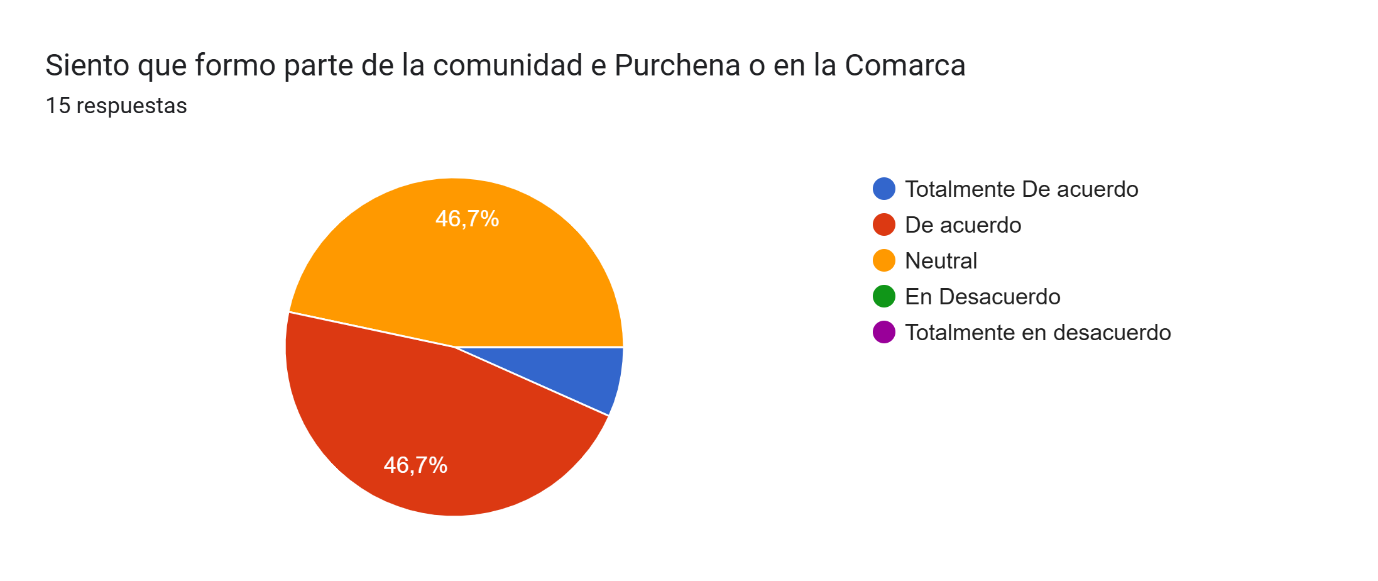 Siento que formo parte de la comunidad e Purchena o en la Comarca
15 respuestas
46,7%
46,7%
Totalmente De acuerdo
De acuerdo
Neutral
En Desacuerdo
Totalmente en desacuerdo